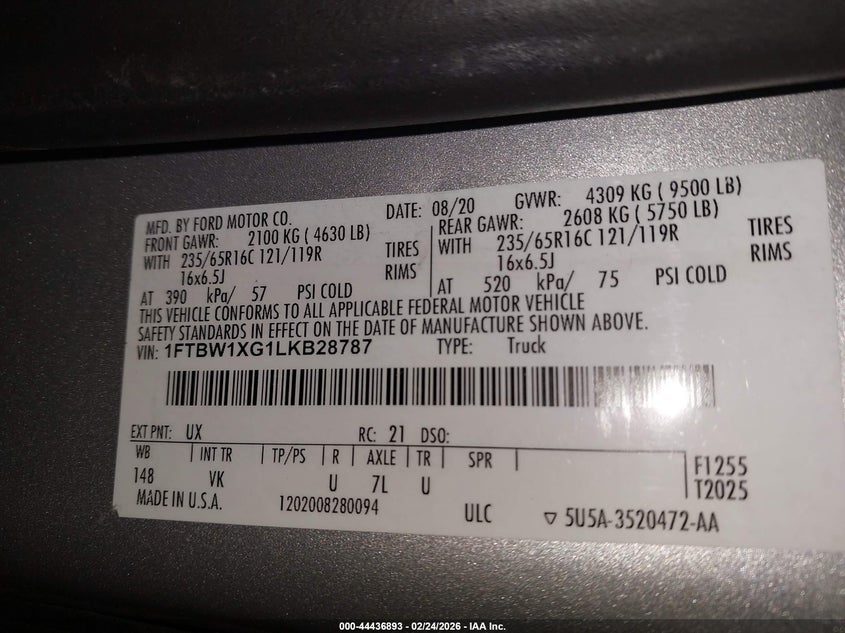 MFD. BY FORD MOTOR CO.
DATE: 08/20 GVWR: 4309 KG ( 9500 LB)
FRONT GAWR: 2100 KG ( 4630 LB)
WITH 235/65R16C 121/119R TIRES
16x6.5J RIMS
AT 390 kPa/ 57 PSI COLD
REAR GAWR: 2608 KG ( 5750 LB)
WITH 235/65R16C 121/119R TIRES
16x6.5J RIMS
AT 520 kPa/ 75 PSI COLD
THIS VEHICLE CONFORMS TO ALL APPLICABLE FEDERAL MOTOR VEHICLE
SAFETY STANDARDS IN EFFECT ON THE DATE OF MANUFACTURE SHOWN ABOVE.
VIN: 1FTBW1XG1LKB28787 TYPE: Truck
EXT PNT: UX RC: 21 DSO:
WB INT TR TP/PS R AXLE TR SPR
148 VK U 7L U
F1255
T2025
MADE IN U.S.A. 1202008280094 ULC ▽ 5U5A-3520472-AA
000-44436893 - 02/24/2026 - IAA Inc.